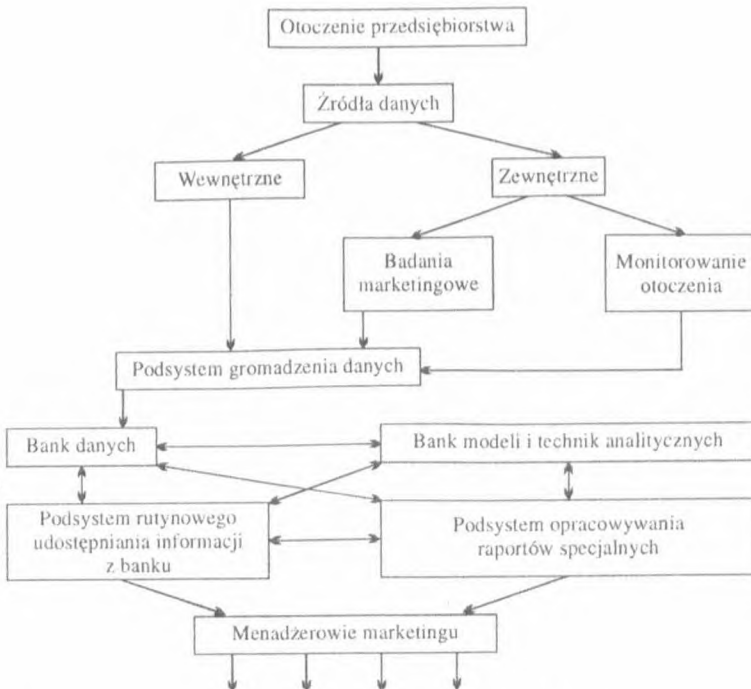 Otoczenie przedsiębiorstwa
Źródła danych
Wewnętrzne
Zewnętrzne
Badania
marketingowe
Monitorowanie
otoczenia
Podsystem gromadzenia danych
Bank danych
Bank modeli i technik analitycznych
Podsystem rutynowego
udostępniania informacji
z banku
Podsystem opracowywania
raportów specjalnych
Menadżerowie marketingu